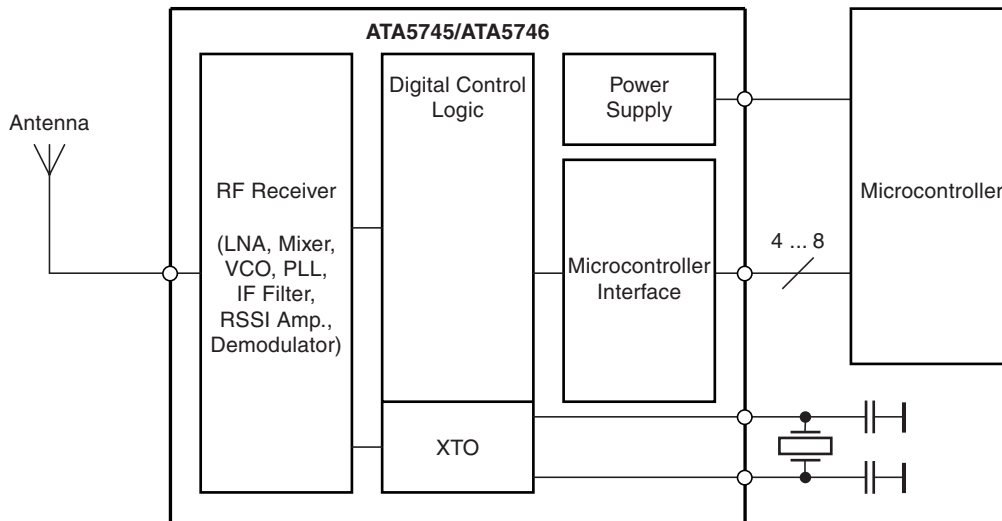 ATA5745/ATA5746
Antenna
RF Receiver
(LNA, Mixer,
VCO, PLL,
IF Filter,
RSSI Amp.,
Demodulator)
Digital Control
Logic
XTO
Power
Supply
Microcontroller
Interface
4 ... 8
Microcontroller